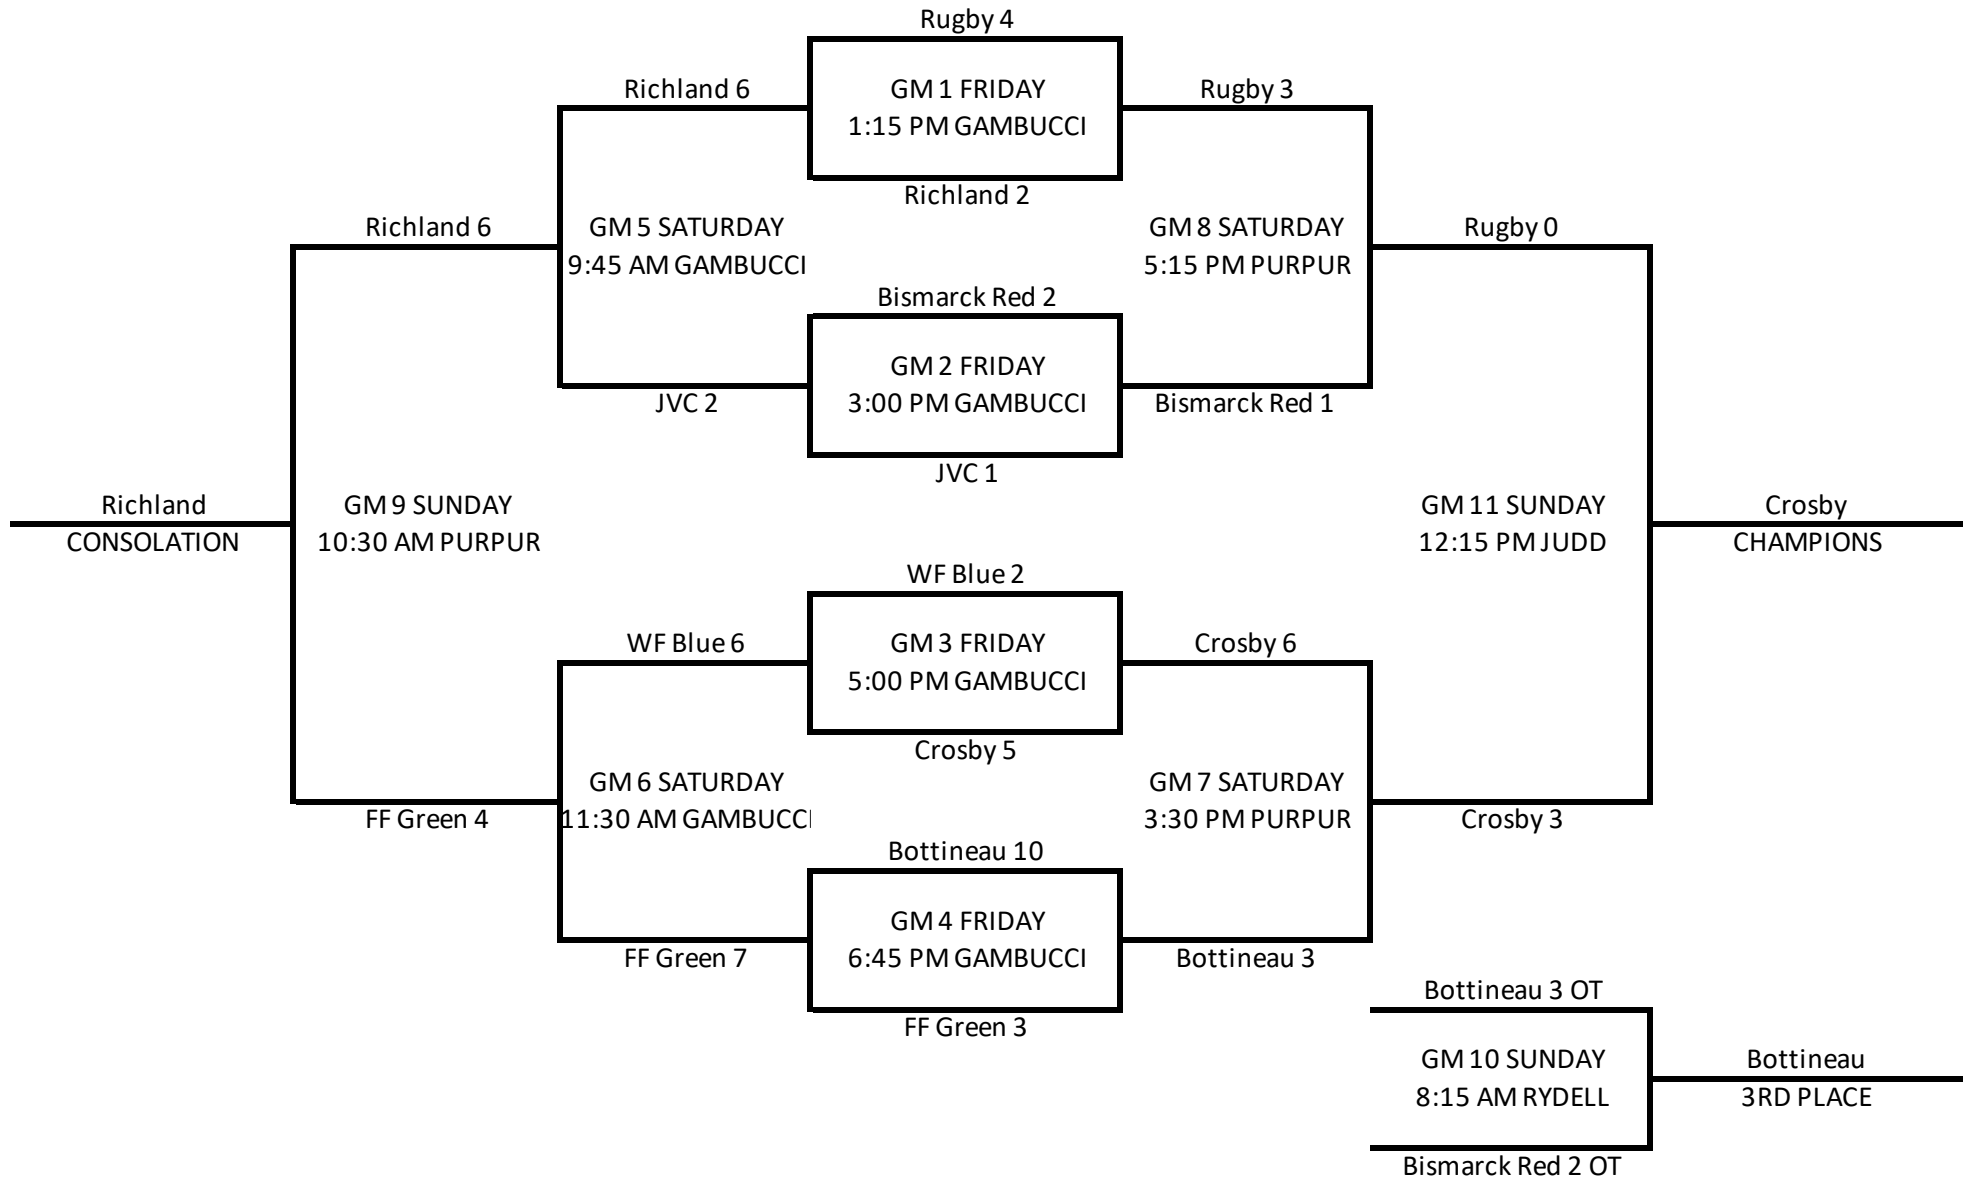 Rugby 4
Richland 6
GM 1 FRIDAY
1:15 PM GAMBUCCI
Rugby 3
Richland 2
Richland 6
GM 5 SATURDAY
9:45 AM GAMBUCCI
GM 8 SATURDAY
5:15 PM PURPUR
Rugby 0
Bismarck Red 2
GM 2 FRIDAY
3:00 PM GAMBUCCI
JVC 2
Bismarck Red 1
JVC 1
Richland
CONSOLATION
GM 9 SUNDAY
10:30 AM PURPUR
GM 11 SUNDAY
12:15 PM JUDD
Crosby
CHAMPIONS
WF Blue 2
WF Blue 6
GM 3 FRIDAY
5:00 PM GAMBUCCI
Crosby 6
Crosby 5
FF Green 4
GM 6 SATURDAY
11:30 AM GAMBUCCI
GM 7 SATURDAY
3:30 PM PURPUR
Crosby 3
Bottineau 10
GM 4 FRIDAY
6:45 PM GAMBUCCI
FF Green 7
Bottineau 3
FF Green 3
Bottineau 3 OT
GM 10 SUNDAY
8:15 AM RYDELL
Bottineau
3RD PLACE
Bismarck Red 2 OT